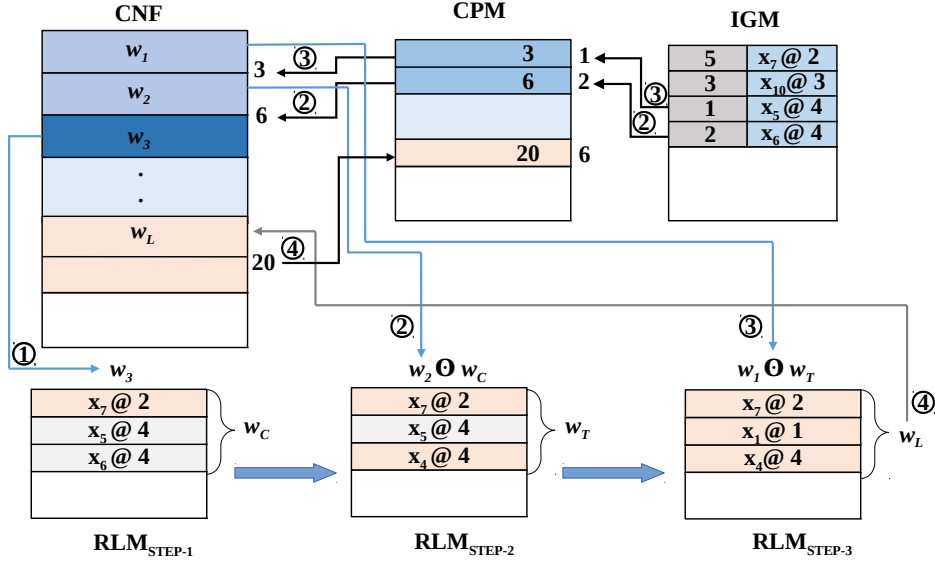 CNF
CPM
IGM
w1
3
③
3
1
5
x7 @ 2
w2
6
②
6
2
3
x10@ 3
③
1
x5 @ 4
w3
②
2
x6 @ 4
20
6
.
.
wL
④
20
①
②
③
w3
w2 ʘ wC
w1 ʘ wT
x7 @ 2
x5 @ 4
x6 @ 4
wC
x7 @ 2
x5 @ 4
x4 @ 4
wT
x7 @ 2
x1 @ 1
x4@ 4
wL
④
RLMSTEP-1
RLMSTEP-2
RLMSTEP-3